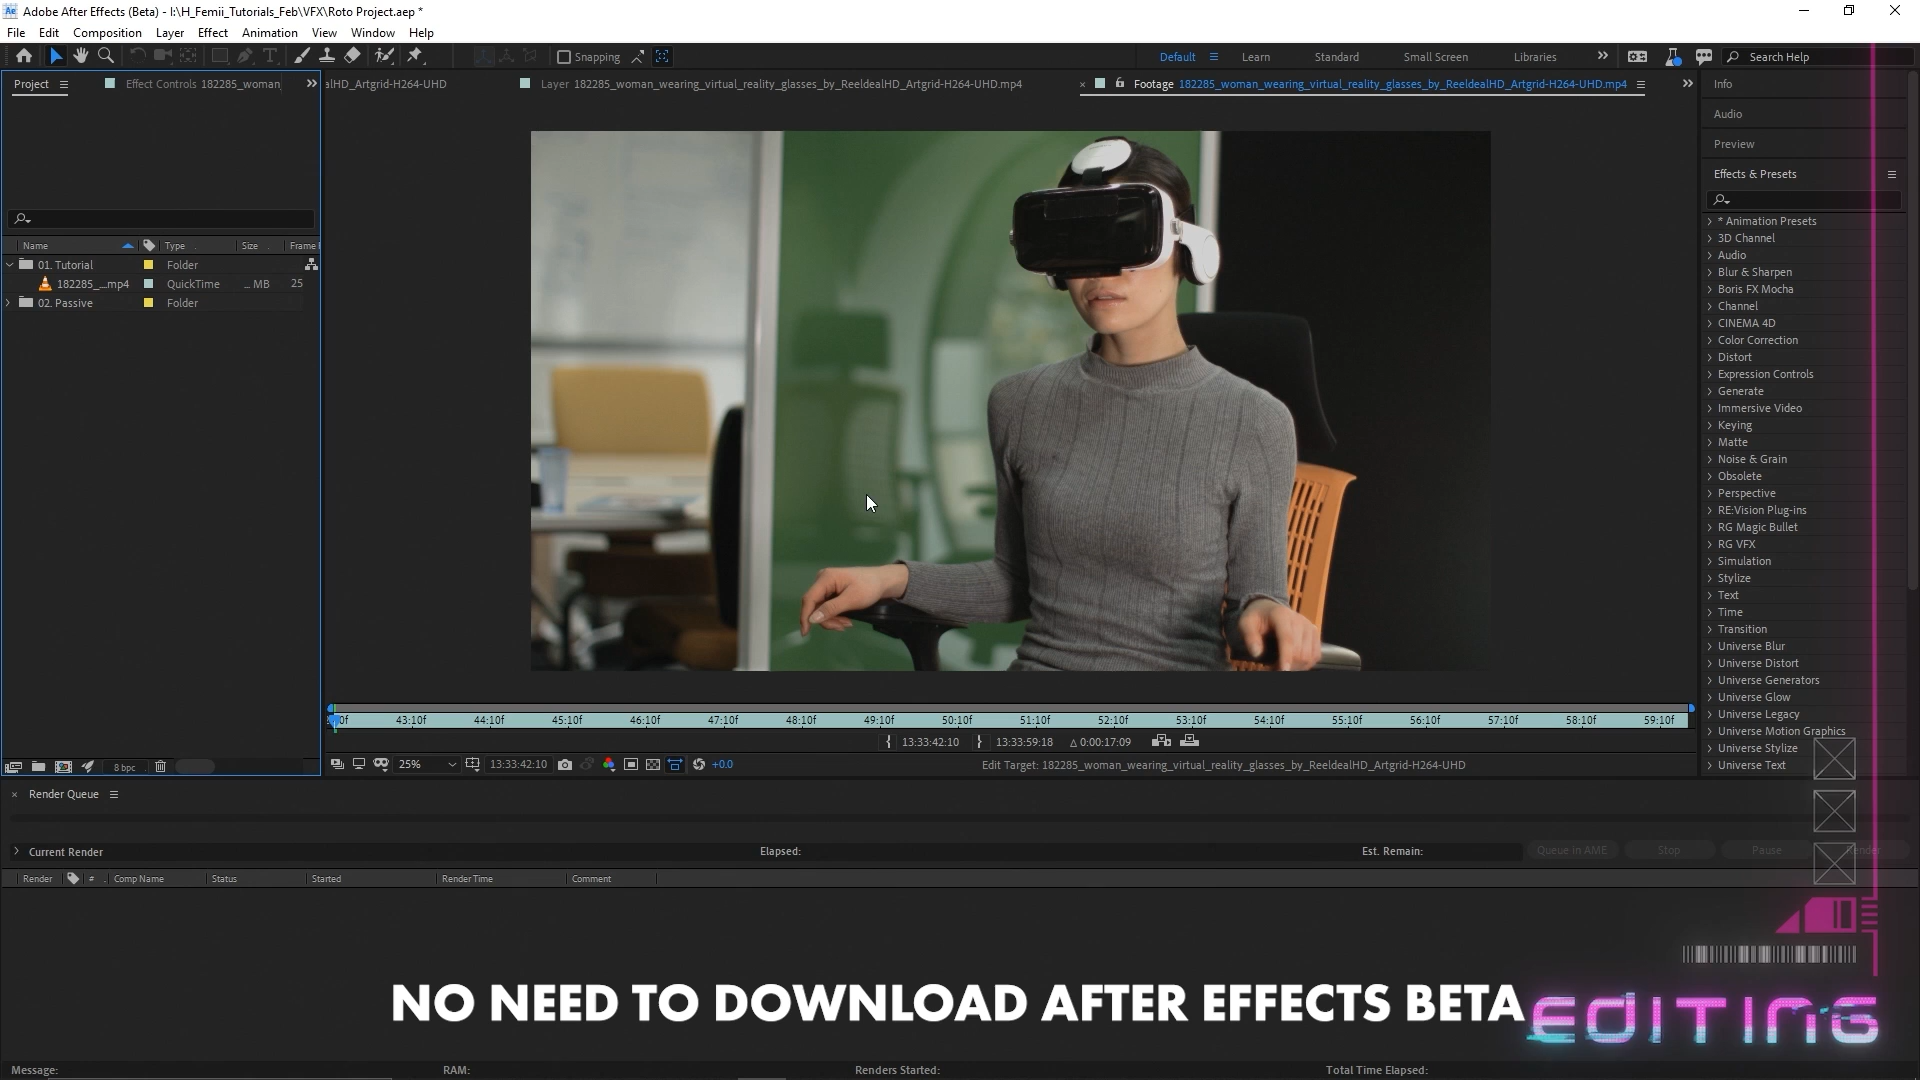 Adobe After Effects (Beta) - I:\H_Femii_Tutorials_Feb\VFX\Roto Project.aep *
File Edit Composition Layer Effect Animation View Window Help
Snapping Default Learn Standard Small Screen Libraries Search Help
Project Effect Controls 182285_woman
alHD_Artgrid-H264-UHD Layer 182285_woman_wearing_virtual_reality_glasses_by_ReeldealHD_Artgrid-H264-UHD.mp4 Footage 182285_woman_wearing_virtual_reality_glasses_by_ReeldealHD_Artgrid-H264-UHD.mp4
Name Type Size Frame
01. Tutorial Folder
182285_...mp4 QuickTime ... MB 25
02. Passive Folder
8 bpc
43:10f 44:10f 45:10f 46:10f 47:10f 48:10f 49:10f 50:10f 51:10f 52:10f 53:10f 54:10f 55:10f 56:10f 57:10f 58:10f 59:10f
13:33:42:10 13:33:59:18 Δ 0:00:17:09
25% 13:33:42:10 +0.0 Edit Target: 182285_woman_wearing_virtual_reality_glasses_by_ReeldealHD_Artgrid-H264-UHD
Info
Audio
Preview
Effects & Presets
* Animation Presets
3D Channel
Audio
Blur & Sharpen
Boris FX Mocha
Channel
CINEMA 4D
Color Correction
Distort
Expression Controls
Generate
Immersive Video
Keying
Matte
Noise & Grain
Obsolete
Perspective
RE:Vision Plug-ins
RG Magic Bullet
RG VFX
Simulation
Stylize
Text
Time
Transition
Universe Blur
Universe Distort
Universe Generators
Universe Glow
Universe Legacy
Universe Motion Graphics
Universe Stylize
Universe Text
Render Queue
Current Render Elapsed: Est. Remain: Queue in AME Stop Pause Render
Render # Comp Name Status Started Render Time Comment
NO NEED TO DOWNLOAD AFTER EFFECTS BETA
EDITING
Message: RAM: Renders Started: Total Time Elapsed: